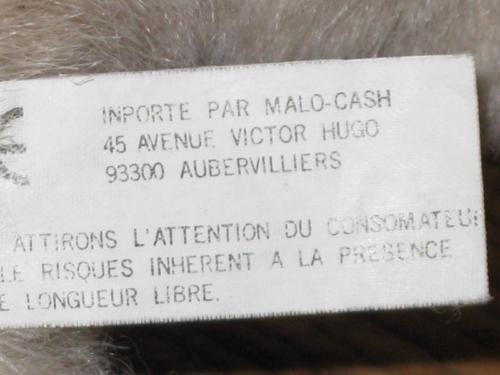 INPORTE PAR MALO-CASH
45 AVENUE VICTOR HUGO
93300 AUBERVILLIERS
ATTIRONS L'ATTENTION DU CONSOMATEUR
LE RISQUES INHERENT A LA PRESENCE
E LONGUEUR LIBRE.